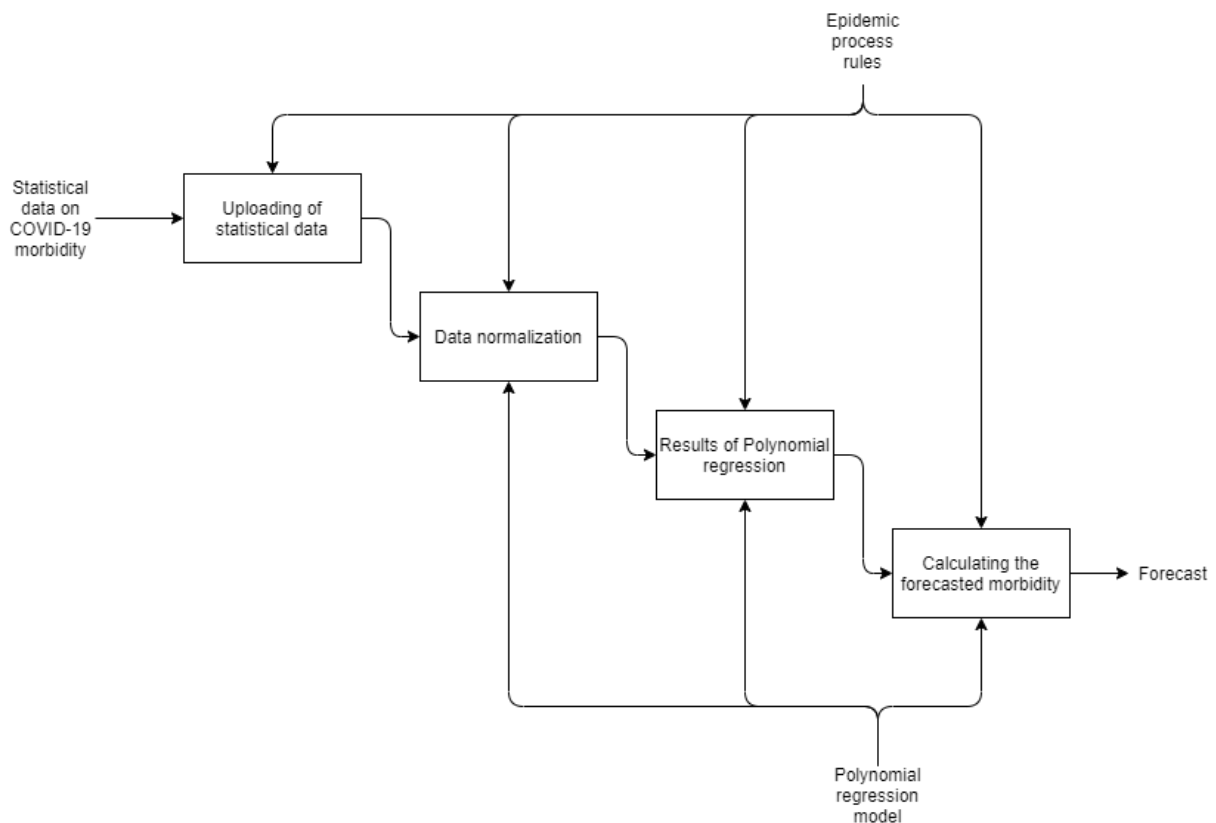 Epidemic
process
rules
Statistical
data on
COVID-19
morbidity
Uploading of
statistical data
Data normalization
Results of Polynomial
regression
Calculating the
forecasted morbidity
Forecast
Polynomial
regression
model